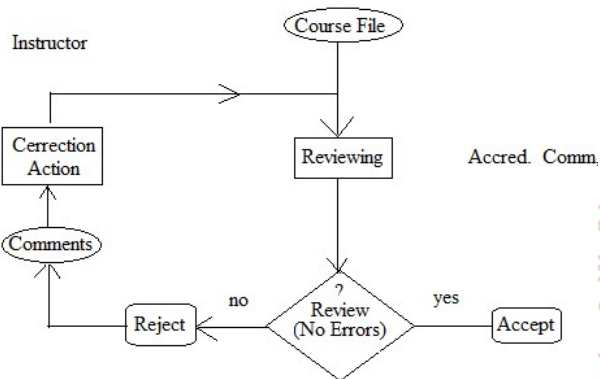 Course File
Instructor
Cerrection
Action
Reviewing
Accred. Comm,
Comments
?
Review
(No Errors)
no
yes
Reject
Accept